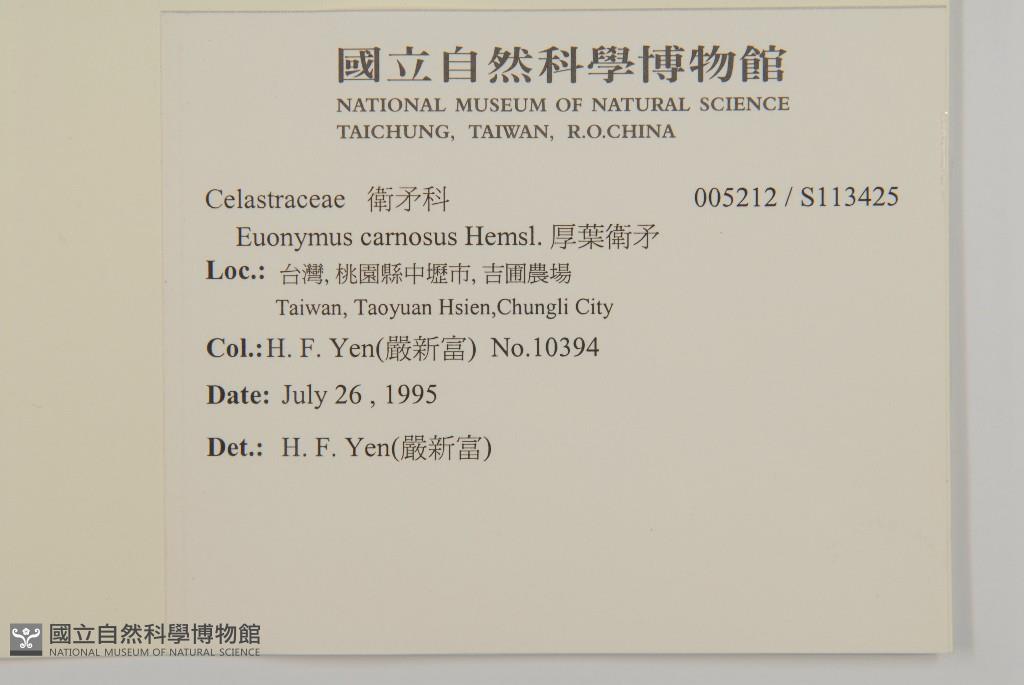 國立自然科學博物館
NATIONAL MUSEUM OF NATURAL SCIENCE
TAICHUNG, TAIWAN, R.O.CHINA
Celastraceae 衛矛科 005212 / S113425
Euonymus carnosus Hemsl. 厚葉衛矛
Loc.: 台灣, 桃園縣中壢市, 吉圃農場
Taiwan, Taoyuan Hsien,Chungli City
Col.:H. F. Yen(嚴新富) No.10394
Date: July 26 , 1995
Det.: H. F. Yen(嚴新富)
國立自然科學博物館
NATIONAL MUSEUM OF NATURAL SCIENCE